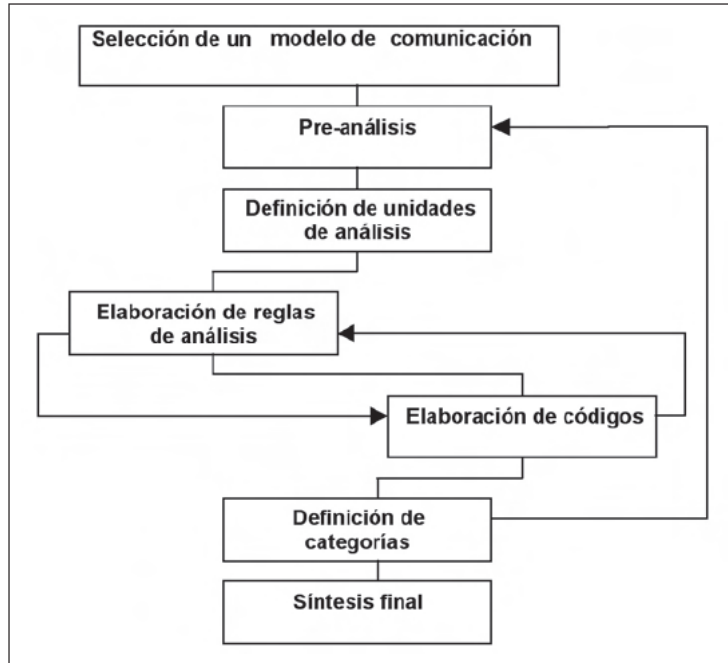 Selección de un modelo de comunicación
Pre-análisis
Definición de unidades
de análisis
Elaboración de reglas
de análisis
Elaboración de códigos
Definición de
categorías
Síntesis final